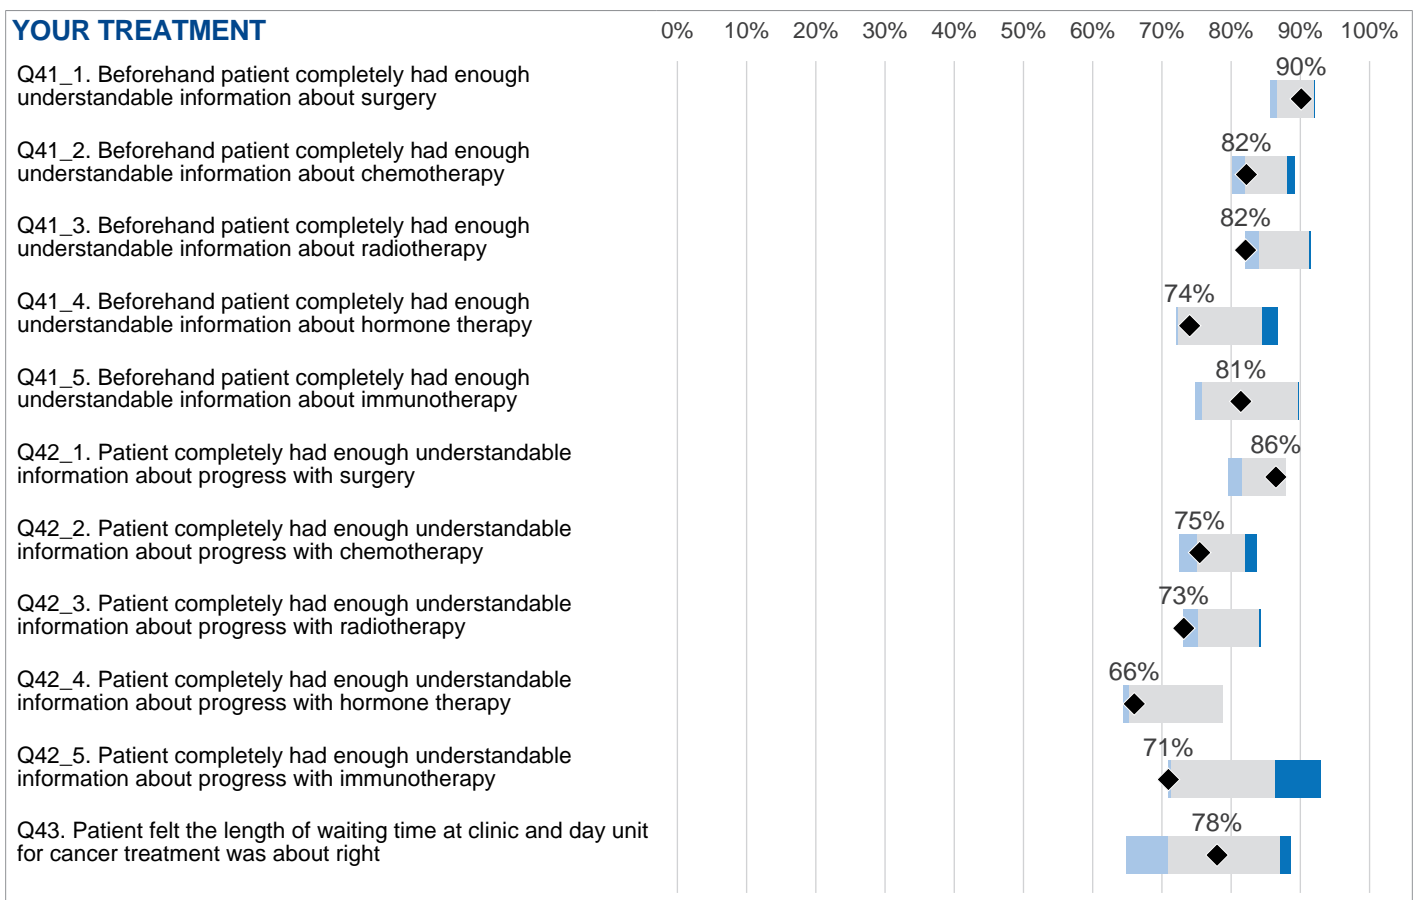 YOUR TREATMENT
0% 10% 20% 30% 40% 50% 60% 70% 80% 90% 100%
Q41_1. Beforehand patient completely had enough
understandable information about surgery
90%
Q41_2. Beforehand patient completely had enough
understandable information about chemotherapy
82%
Q41_3. Beforehand patient completely had enough
understandable information about radiotherapy
82%
Q41_4. Beforehand patient completely had enough
understandable information about hormone therapy
74%
Q41_5. Beforehand patient completely had enough
understandable information about immunotherapy
81%
Q42_1. Patient completely had enough understandable
information about progress with surgery
86%
Q42_2. Patient completely had enough understandable
information about progress with chemotherapy
75%
Q42_3. Patient completely had enough understandable
information about progress with radiotherapy
73%
Q42_4. Patient completely had enough understandable
information about progress with hormone therapy
66%
Q42_5. Patient completely had enough understandable
information about progress with immunotherapy
71%
Q43. Patient felt the length of waiting time at clinic and day unit
for cancer treatment was about right
78%